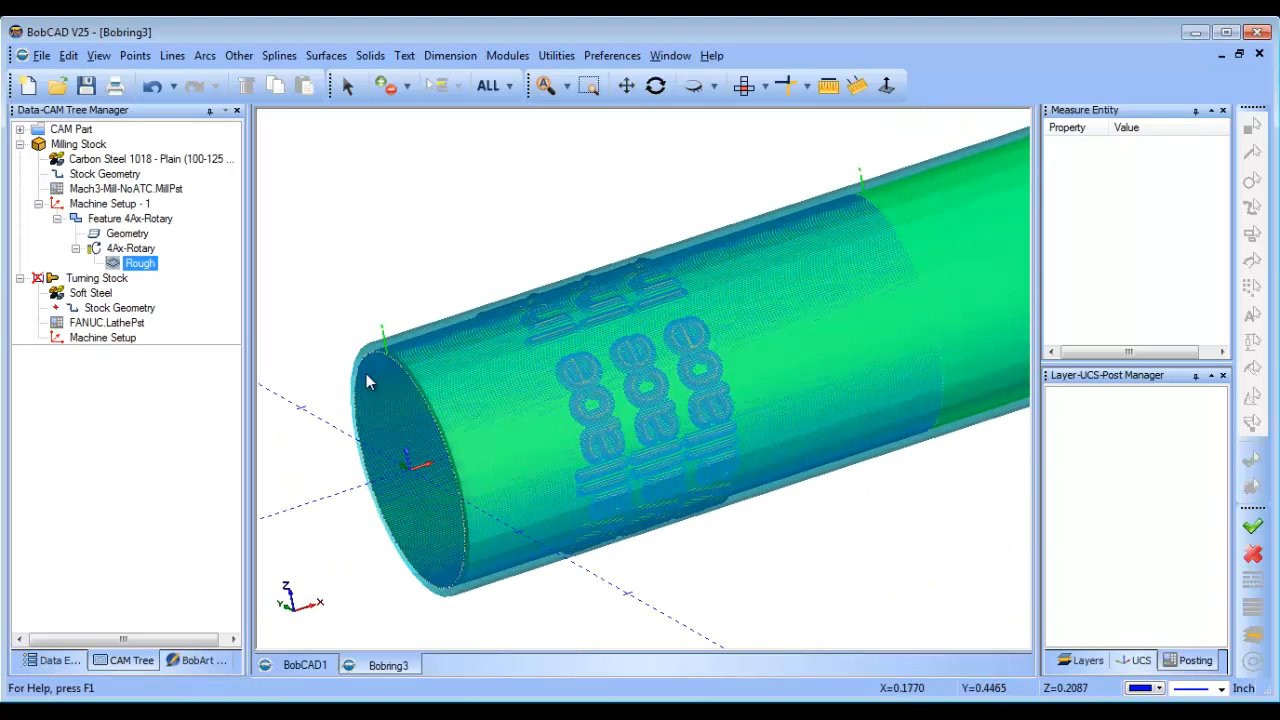 BobCAD V25 - [Bobring3]
File Edit View Points Lines Arcs Other Splines Surfaces Solids Text Dimension Modules Utilities Preferences Window Help
ALL
Data-CAM Tree Manager
CAM Part
Milling Stock
Carbon Steel 1018 - Plain (100-125 ...
Stock Geometry
Mach3-Mill-NoATC.MillPst
Machine Setup - 1
Feature 4Ax-Rotary
Geometry
4Ax-Rotary
Rough
Turning Stock
Soft Steel
Stock Geometry
FANUC.LathePst
Machine Setup
Data E... CAM Tree BobArt ...
Z
Y X
BobCAD1 Bobring3
Measure Entity
Property Value
Layer-UCS-Post Manager
Layers UCS Posting
For Help, press F1
X=0.1770 Y=0.4465 Z=0.2087 Inch